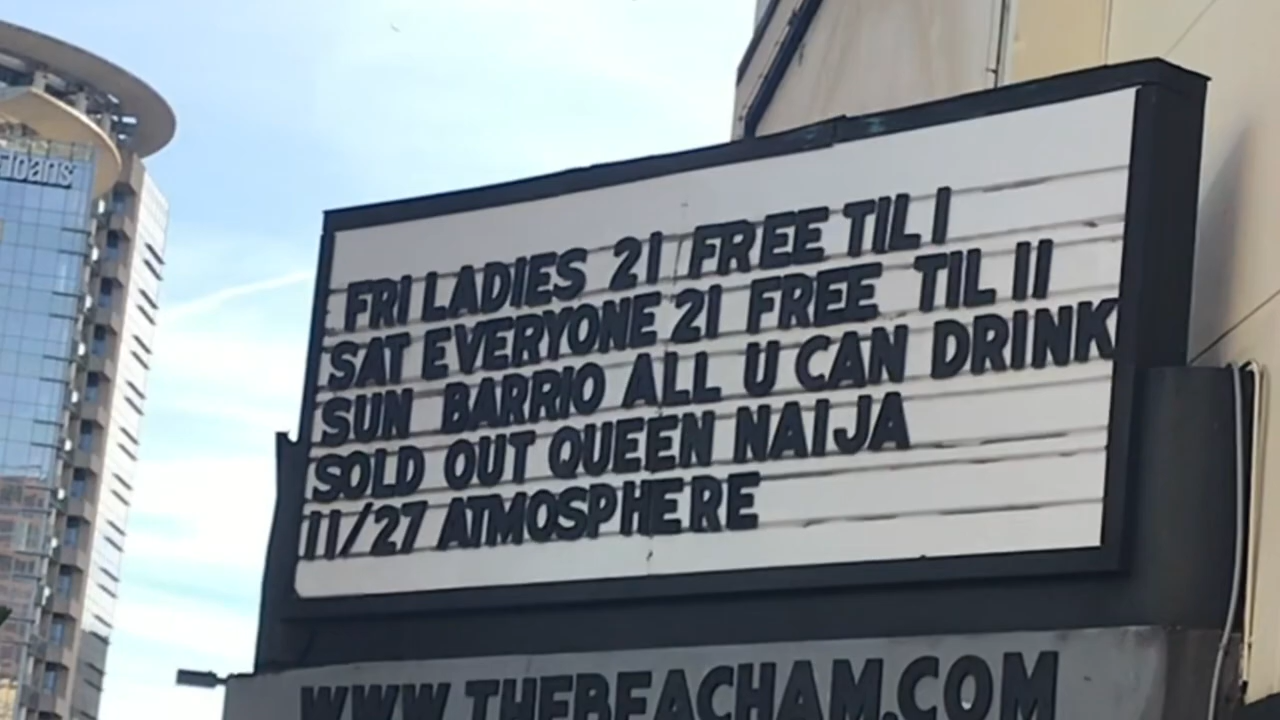 loans
FRI LADIES 21 FREE TIL 1
SAT EVERYONE 21 FREE TIL 11
SUN BARRIO ALL U CAN DRINK
SOLD OUT QUEEN NAIJA
11/27 ATMOSPHERE
WWW.THEBEACHAM.COM